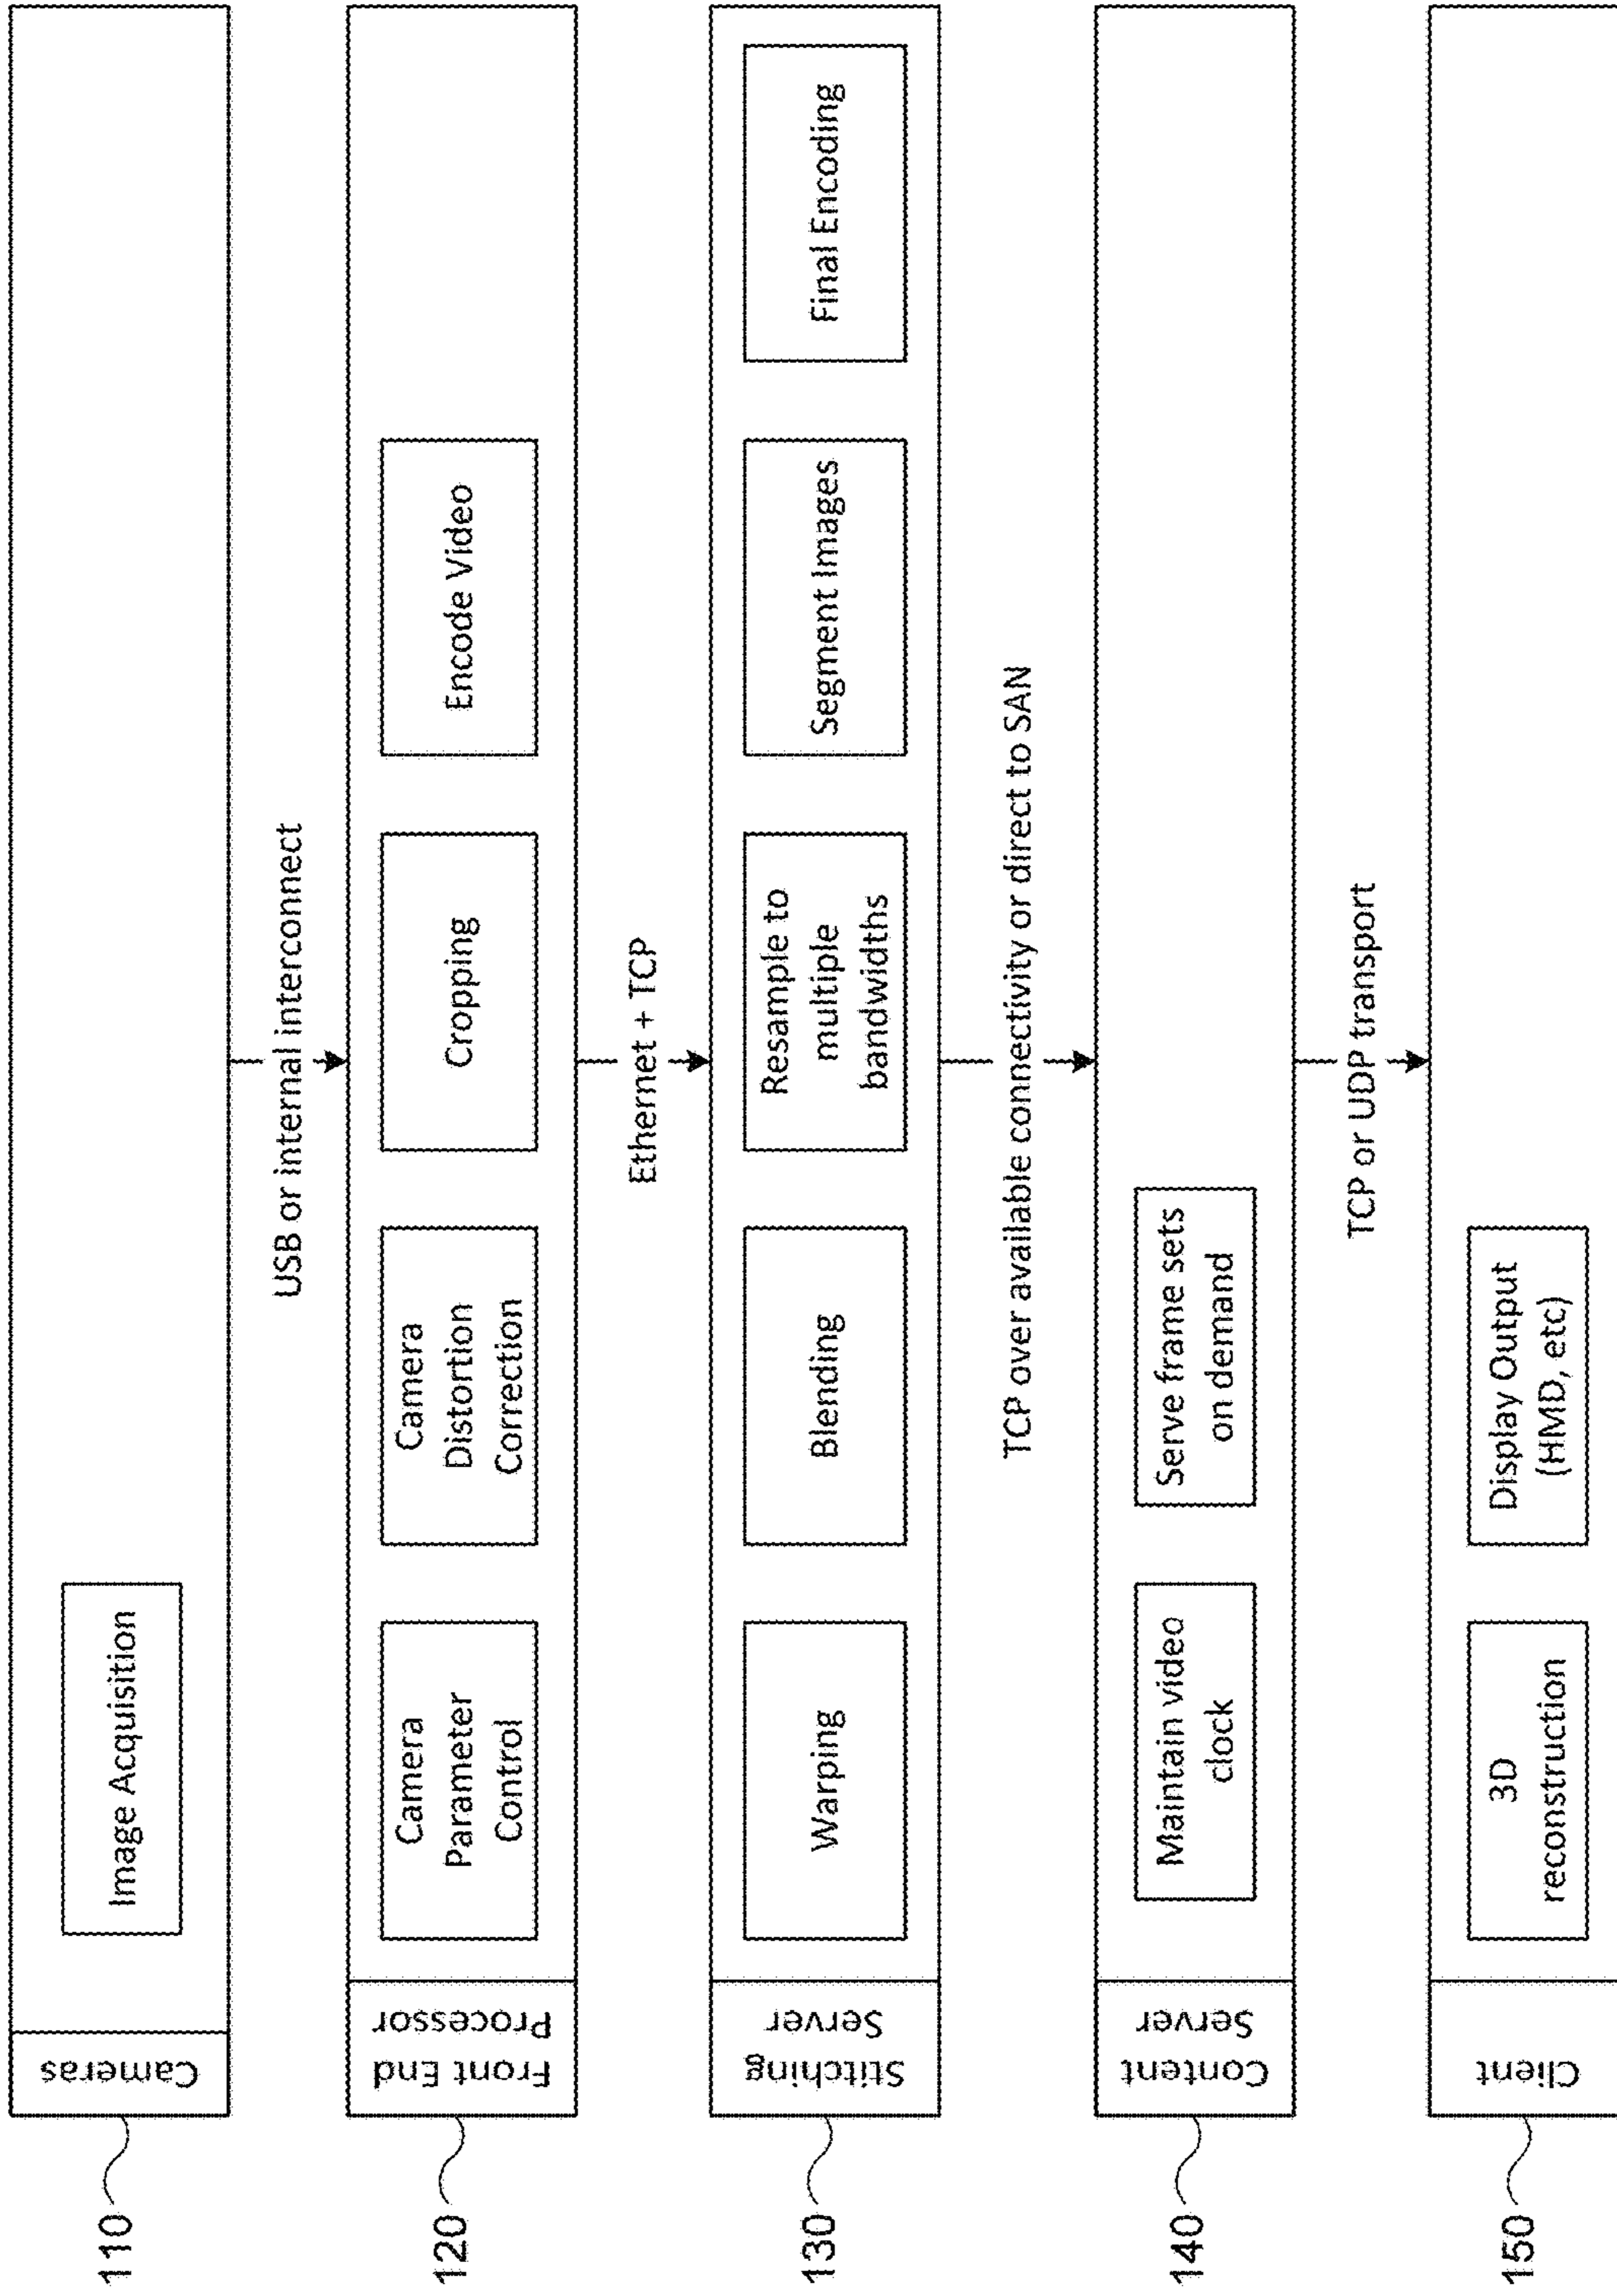 110
Cameras
Image Acquisition
USB or internal interconnect
120
Front End
Processor
Camera
Parameter
Control
Camera
Distortion
Correction
Cropping
Encode Video
Ethernet + TCP
130
Stitching
Server
Warping
Blending
Resample to
multiple
bandwidths
Segment Images
Final Encoding
TCP over available connectivity or direct to SAN
140
Content
Server
Maintain video
clock
Serve frame sets
on demand
TCP or UDP transport
150
Client
3D
reconstruction
Display Output
(HMD, etc)